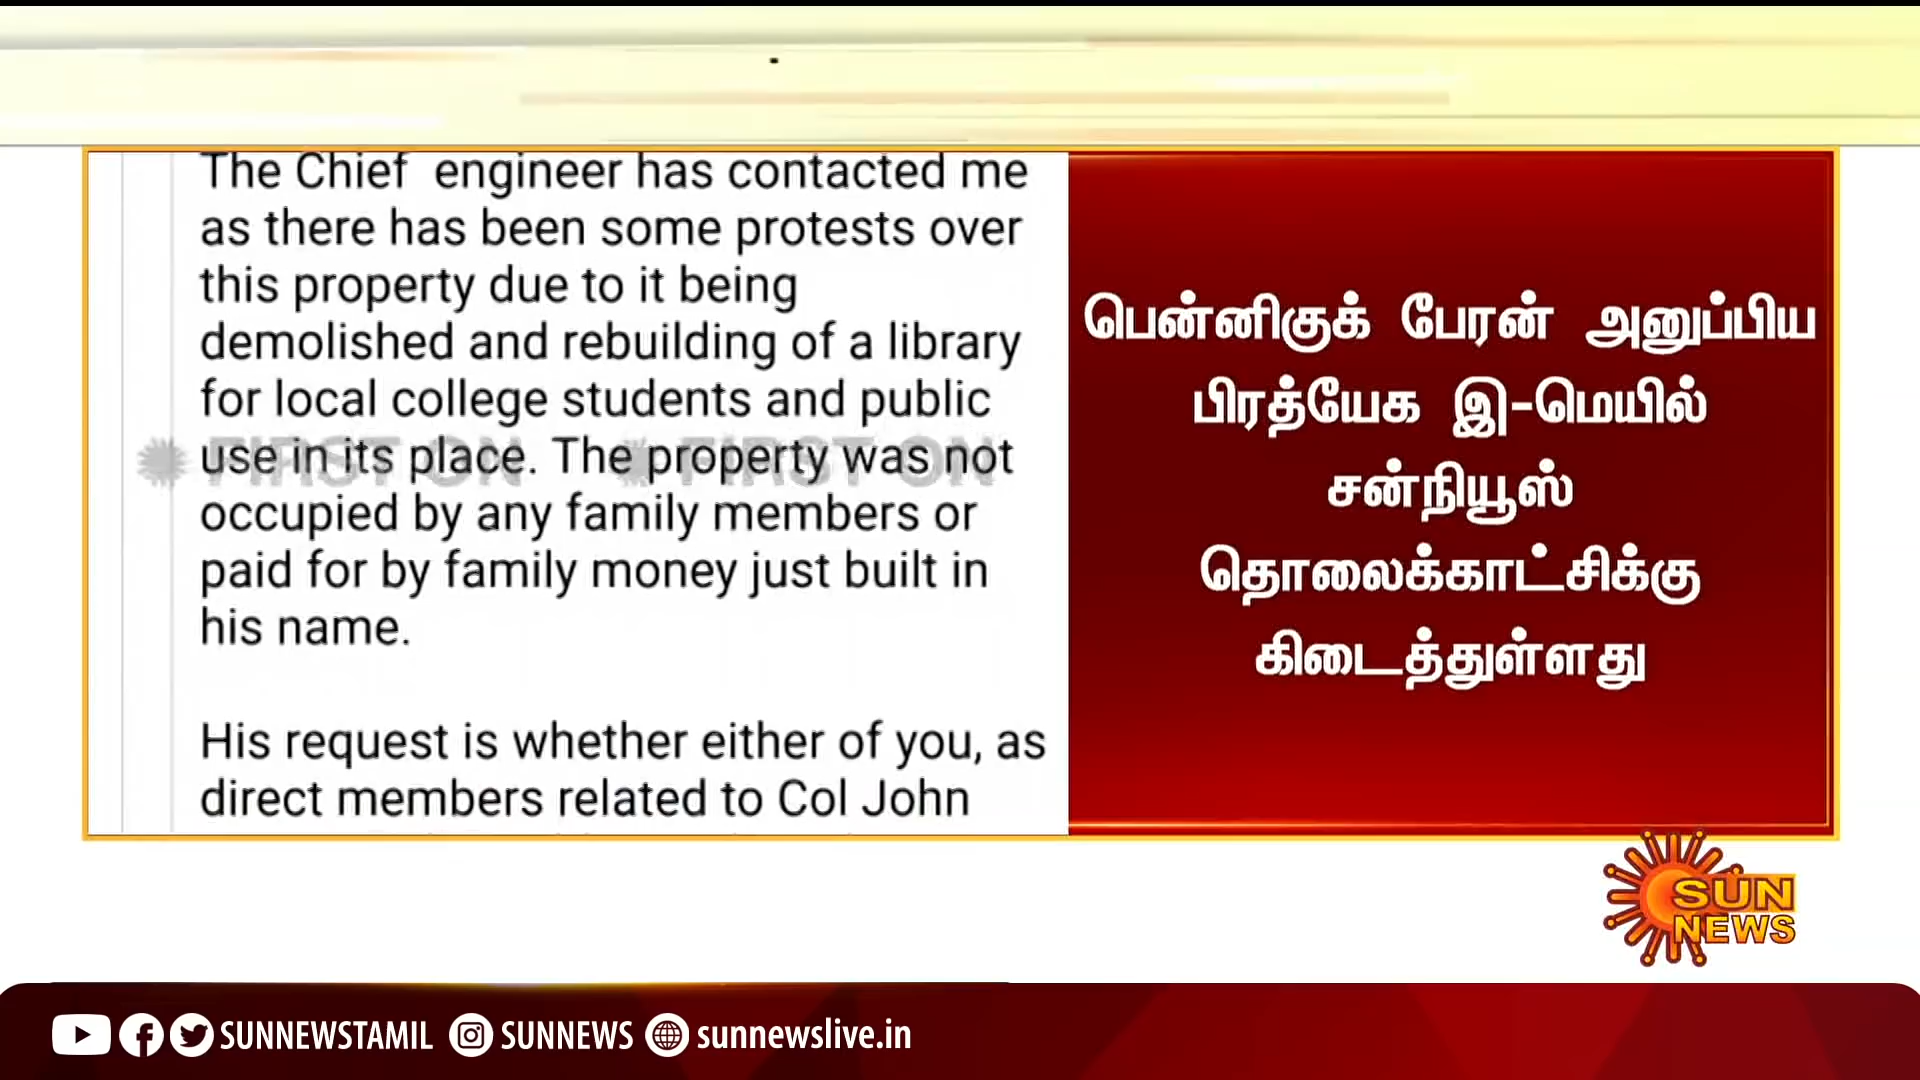 The Chief engineer has contacted me
as there has been some protests over
this property due to it being
demolished and rebuilding of a library
for local college students and public
use in its place. The property was not
FIRST ON FIRST ON
occupied by any family members or
paid for by family money just built in
his name.
His request is whether either of you, as
direct members related to Col John
பென்னிகுக் பேரன் அனுப்பிய
பிரத்யேக இ-மெயில்
சன்நியூஸ்
தொலைக்காட்சிக்கு
கிடைத்துள்ளது
SUN
NEWS
SUNNEWSTAMIL SUNNEWS sunnewslive.in